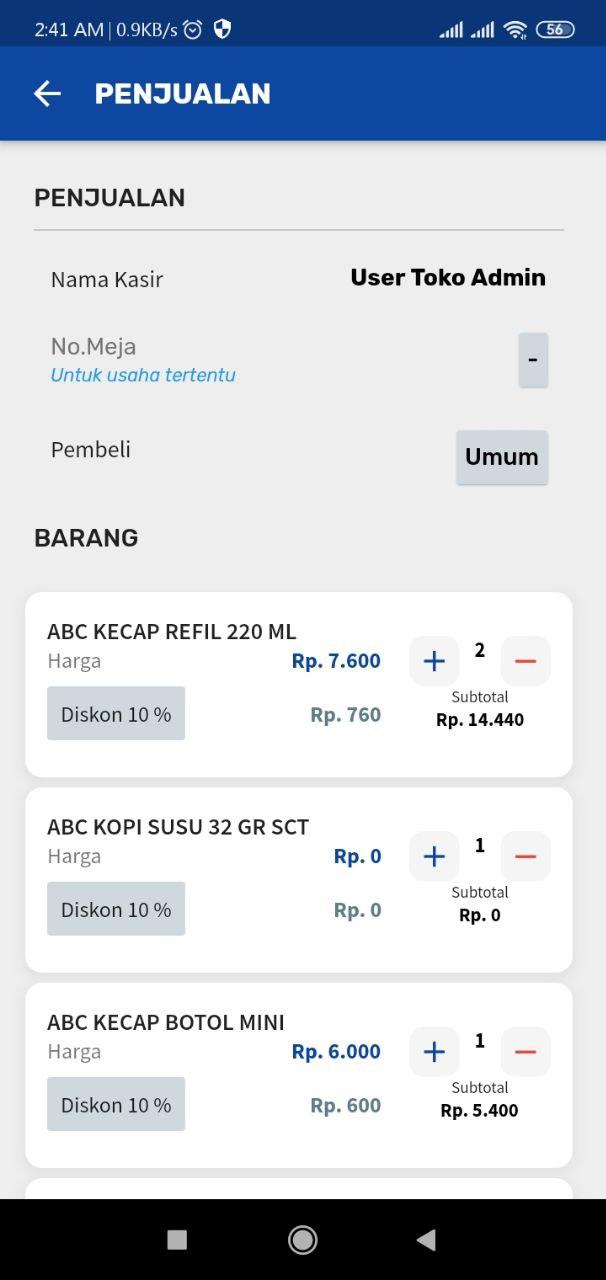 2:41 AM | 0.9KB/s 56
PENJUALAN
PENJUALAN
Nama Kasir User Toko Admin
No.Meja -
Untuk usaha tertentu
Pembeli Umum
BARANG
ABC KECAP REFIL 220 ML
Harga Rp. 7.600 + 2 −
Subtotal
Diskon 10 % Rp. 760 Rp. 14.440
ABC KOPI SUSU 32 GR SCT
Harga Rp. 0 + 1 −
Subtotal
Diskon 10 % Rp. 0 Rp. 0
ABC KECAP BOTOL MINI
Harga Rp. 6.000 + 1 −
Subtotal
Diskon 10 % Rp. 600 Rp. 5.400